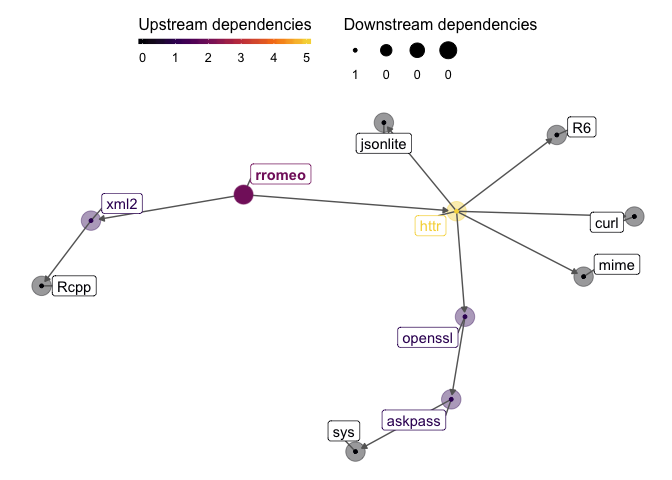 Upstream dependencies
0 1 2 3 4 5
Downstream dependencies
1 0 0 0
jsonlite
R6
rromeo
xml2
httr
curl
mime
Rcpp
openssl
askpass
sys